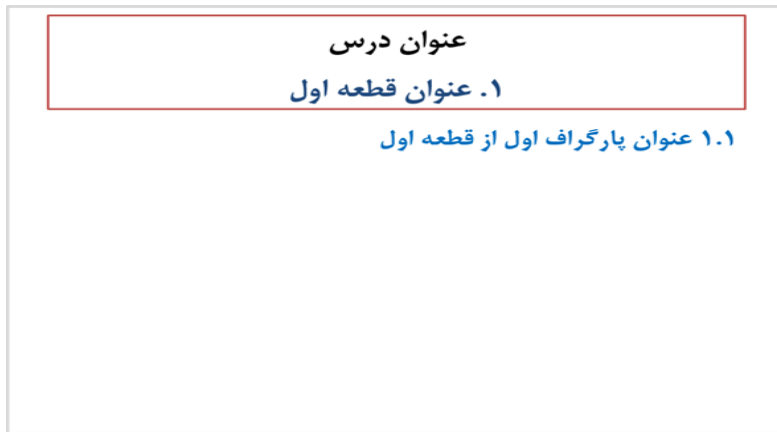 عنوان درس
۱. عنوان قطعه اول
۱.۱ عنوان پارگراف اول از قطعه اول